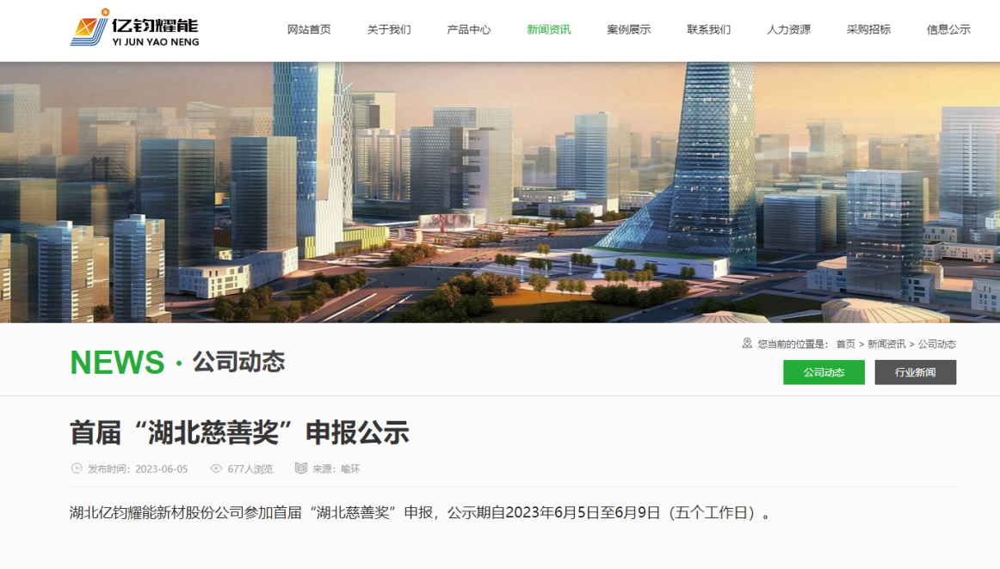 亿钧耀能
YI JUN YAO NENG
网站首页 关于我们 产品中心 新闻资讯 案例展示 联系我们 人力资源 采购招标 信息公示
您当前的位置是： 首页 > 新闻资讯 > 公司动态
NEWS · 公司动态
公司动态 行业新闻
首届“湖北慈善奖”申报公示
发布时间：2023-06-05 677人浏览 来源：喻环
湖北亿钧耀能新材股份公司参加首届“湖北慈善奖”申报，公示期自2023年6月5日至6月9日（五个工作日）。